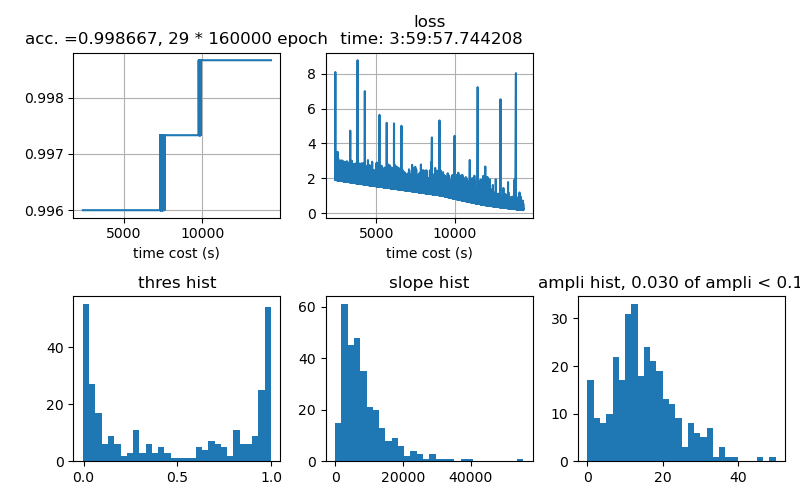 loss
acc. =0.998667, 29 * 160000 epoch time: 3:59:57.744208
0.998
0.997
0.996
5000 10000
time cost (s)
8
6
4
2
0
5000 10000
time cost (s)
thres hist
40
20
0
0.0 0.5 1.0
slope hist
60
40
20
0
0 20000 40000
ampli hist, 0.030 of ampli < 0.1
30
20
10
0
0 20 40